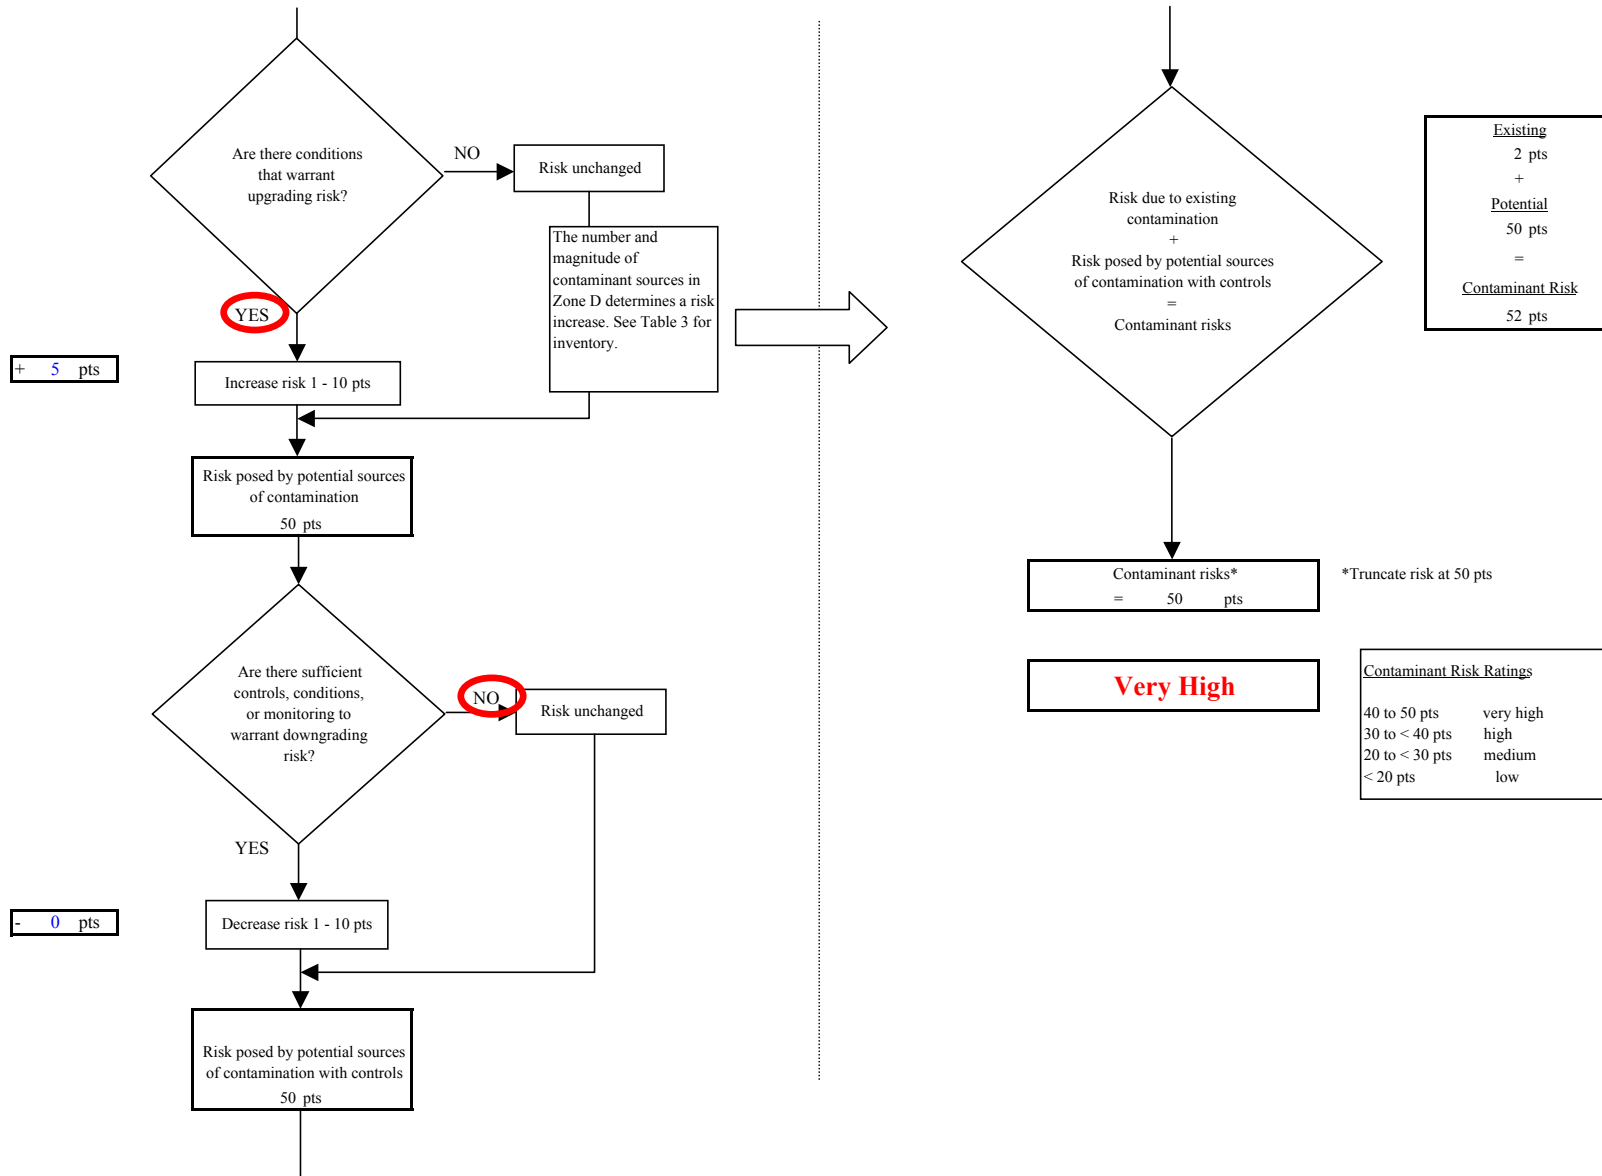 Are there conditions
that warrant
upgrading risk?
NO
Risk unchanged
The number and
magnitude of
contaminant sources in
Zone D determines a risk
increase. See Table 3 for
inventory.
YES
+ 5 pts
Increase risk 1 - 10 pts
Risk posed by potential sources
of contamination
50 pts
Are there sufficient
controls, conditions,
or monitoring to
warrant downgrading
risk?
NO
Risk unchanged
YES
- 0 pts
Decrease risk 1 - 10 pts
Risk posed by potential sources
of contamination with controls
50 pts
Risk due to existing
contamination
+
Risk posed by potential sources
of contamination with controls
=
Contaminant risks
Existing
2 pts
+
Potential
50 pts
=
Contaminant Risk
52 pts
Contaminant risks*
= 50 pts
*Truncate risk at 50 pts
Very High
Contaminant Risk Ratings
40 to 50 pts very high
30 to < 40 pts high
20 to < 30 pts medium
< 20 pts low